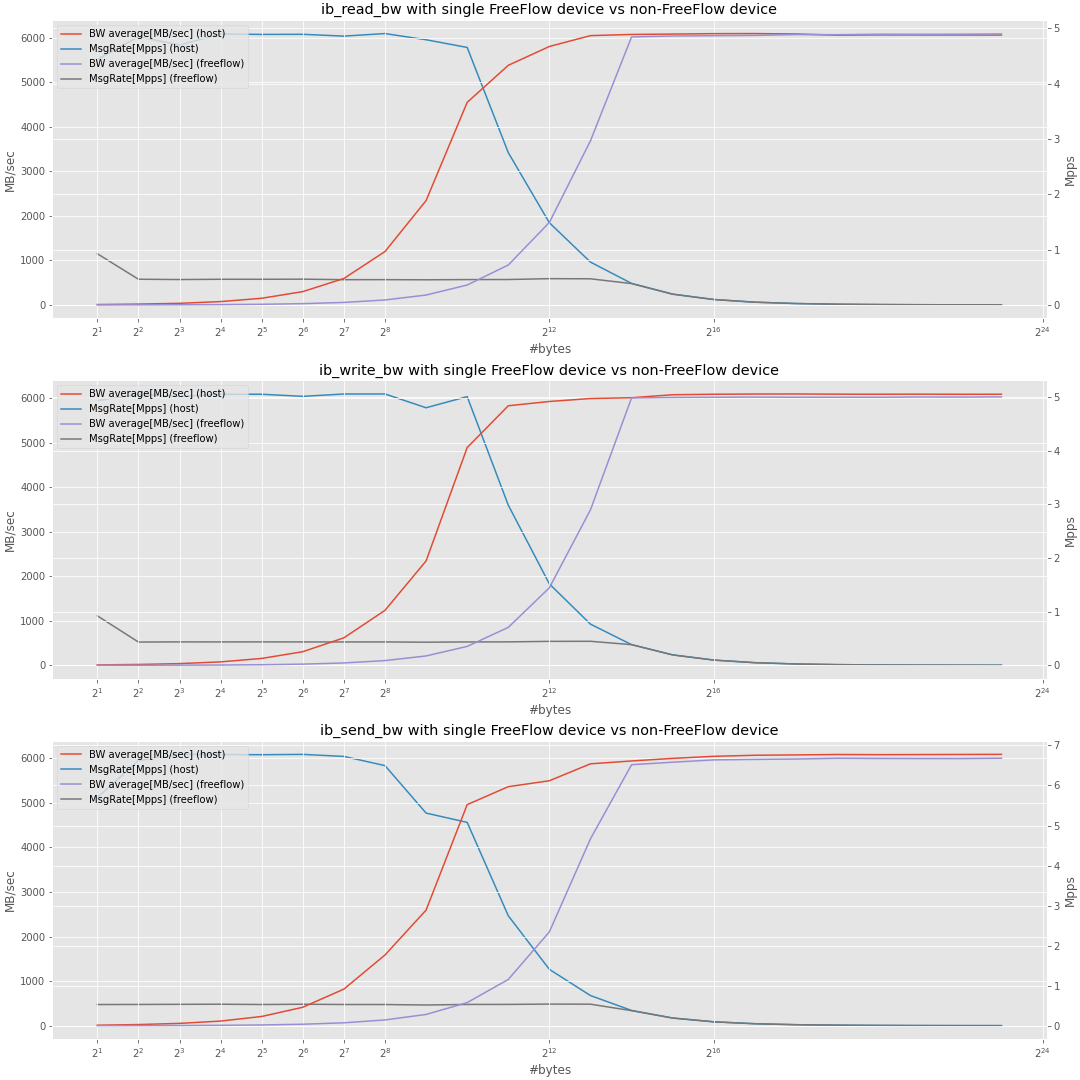 ib_read_bw with single FreeFlow device vs non-FreeFlow device
BW average[MB/sec] (host)
MsgRate[Mpps] (host)
BW average[MB/sec] (freeflow)
MsgRate[Mpps] (freeflow)
6000
5000
4000
3000
2000
1000
0
MB/sec
5
4
3
2
1
0
Mpps
2^1 2^2 2^3 2^4 2^5 2^6 2^7 2^8 2^12 2^16 2^24
#bytes
ib_write_bw with single FreeFlow device vs non-FreeFlow device
BW average[MB/sec] (host)
MsgRate[Mpps] (host)
BW average[MB/sec] (freeflow)
MsgRate[Mpps] (freeflow)
6000
5000
4000
3000
2000
1000
0
MB/sec
5
4
3
2
1
0
Mpps
2^1 2^2 2^3 2^4 2^5 2^6 2^7 2^8 2^12 2^16 2^24
#bytes
ib_send_bw with single FreeFlow device vs non-FreeFlow device
BW average[MB/sec] (host)
MsgRate[Mpps] (host)
BW average[MB/sec] (freeflow)
MsgRate[Mpps] (freeflow)
6000
5000
4000
3000
2000
1000
0
MB/sec
7
6
5
4
3
2
1
0
Mpps
2^1 2^2 2^3 2^4 2^5 2^6 2^7 2^8 2^12 2^16 2^24
#bytes